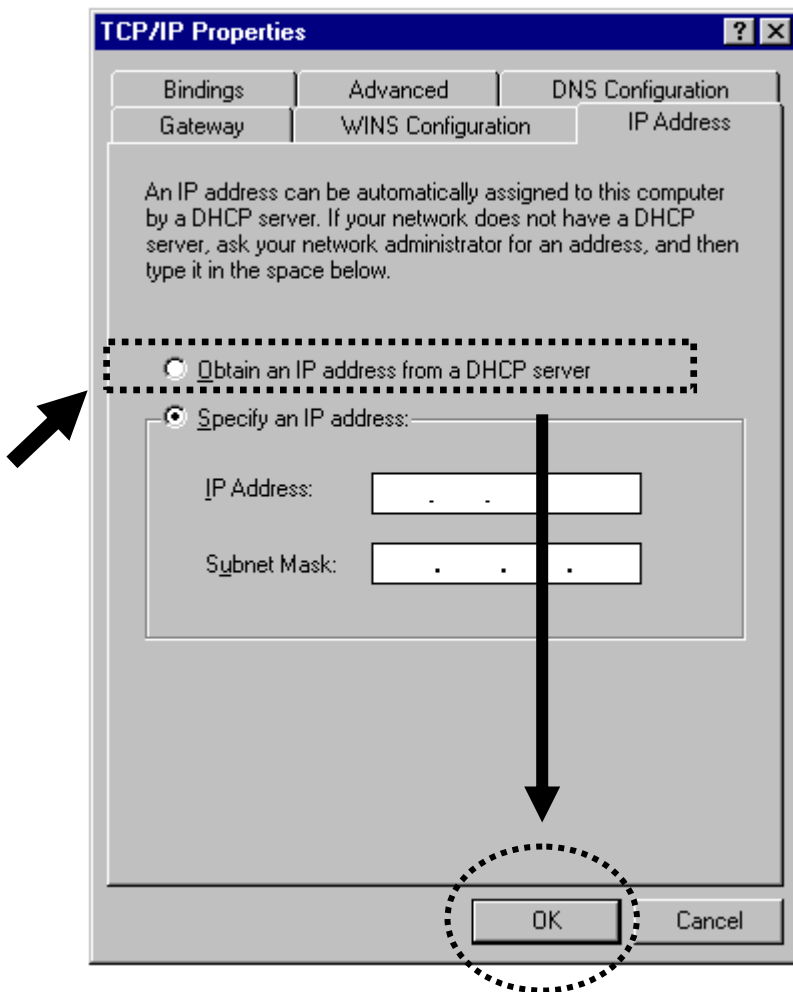 TCP/IP Properties
Bindings Advanced DNS Configuration
Gateway WINS Configuration IP Address
An IP address can be automatically assigned to this computer
by a DHCP server. If your network does not have a DHCP
server, ask your network administrator for an address, and then
type it in the space below.
Obtain an IP address from a DHCP server
Specify an IP address:
IP Address:
. .
Subnet Mask:
. . .
OK Cancel